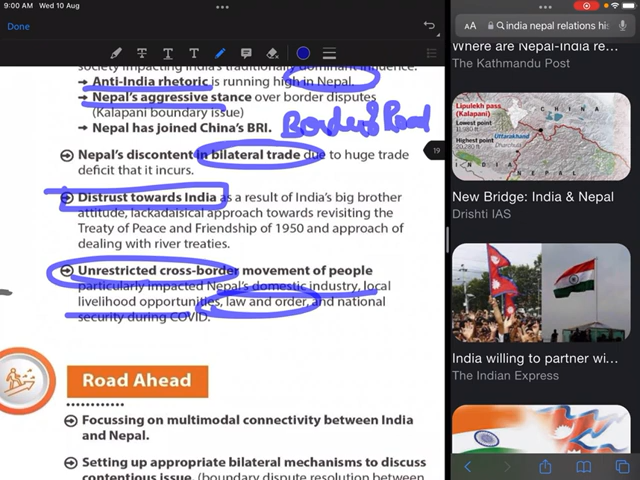 9:00 AM Wed 10 Aug
Done
society impacting India's traditionally dominant influence.
→ Anti-India rhetoric is running high in Nepal.
→ Nepal's aggressive stance over border disputes
(Kalapani boundary issue)
→ Nepal has joined China's BRI.
Border & Road
Nepal's discontent in bilateral trade due to huge trade
deficit that it incurs.
Distrust towards India as a result of India's big brother
attitude, lackadaisical approach towards revisiting the
Treaty of Peace and Friendship of 1950 and approach of
dealing with river treaties.
Unrestricted cross-border movement of people
particularly impacted Nepal's domestic industry, local
livelihood opportunities, law and order, and national
security during COVID.
Road Ahead
Focussing on multimodal connectivity between India
and Nepal.
Setting up appropriate bilateral mechanisms to discuss
contentious issue. (boundary dispute resolution between
19
AA india nepal relations his
Where are Nepal-India re...
The Kathmandu Post
Lipulekh pass
(Kalapani)
Lowest point
Highest point
CHINA
Uttarakhand
Dharchula
INDIA
NEPAL
New Bridge: India & Nepal
Drishti IAS
India willing to partner wi...
The Indian Express